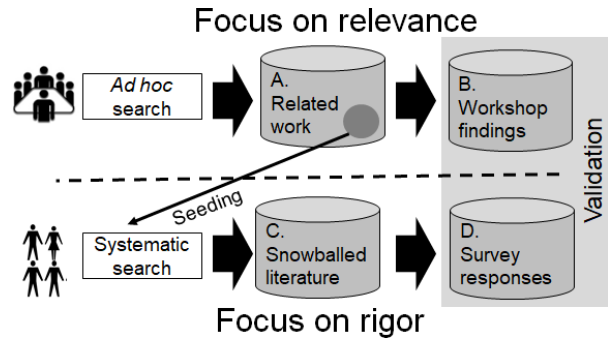 Focus on relevance
Ad hoc
search
A.
Related
work
B.
Workshop
findings
Validation
Seeding
Systematic
search
C.
Snowballed
literature
D.
Survey
responses
Focus on rigor